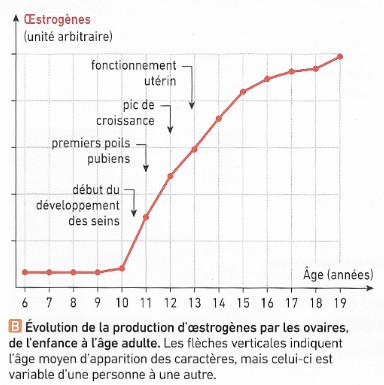 Œstrogènes
(unité arbitraire)
fonctionnement
utérin
pic de
croissance
premiers poils
pubiens
début du
développement
des seins
Âge (années)
6 7 8 9 10 11 12 13 14 15 16 17 18 19
B Évolution de la production d'œstrogènes par les ovaires,
de l'enfance à l'âge adulte. Les flèches verticales indiquent
l'âge moyen d'apparition des caractères, mais celui-ci est
variable d'une personne à une autre.